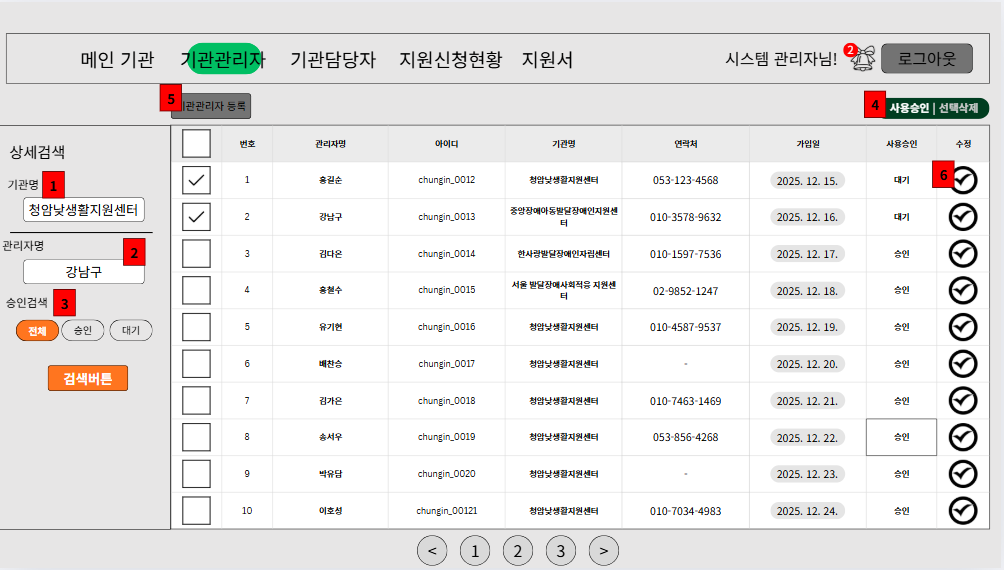 메인 기관 기관관리자 기관담당자 지원신청현황 지원서 시스템 관리자님! 2 로그아웃
5 기관관리자 등록 4 사용승인 | 선택삭제
상세검색
기관명 1
청암낮생활지원센터
관리자명 2
강남구
승인검색 3
전체 승인 대기
검색버튼
번호 관리자명 아이디 기관명 연락처 가입일 사용승인 수정
1 홍길순 chungin_0012 청암낮생활지원센터 053-123-4568 2025. 12. 15. 대기 6
2 강남구 chungin_0013 중앙장애아동발달장애인지원센
터 010-3578-9632 2025. 12. 16. 대기
3 김다은 chungin_0014 한사랑발달장애인자립센터 010-1597-7536 2025. 12. 17. 승인
4 홍철수 chungin_0015 서울 발달장애사회적응 지원센
터 02-9852-1247 2025. 12. 18. 승인
5 유기현 chungin_0016 청암낮생활지원센터 010-4587-9537 2025. 12. 19. 승인
6 배찬승 chungin_0017 청암낮생활지원센터 - 2025. 12. 20. 승인
7 김가은 chungin_0018 청암낮생활지원센터 010-7463-1469 2025. 12. 21. 승인
8 송서우 chungin_0019 청암낮생활지원센터 053-856-4268 2025. 12. 22. 승인
9 박유담 chungin_0020 청암낮생활지원센터 - 2025. 12. 23. 승인
10 이호성 chungin_00121 청암낮생활지원센터 010-7034-4983 2025. 12. 24. 승인
< 1 2 3 >